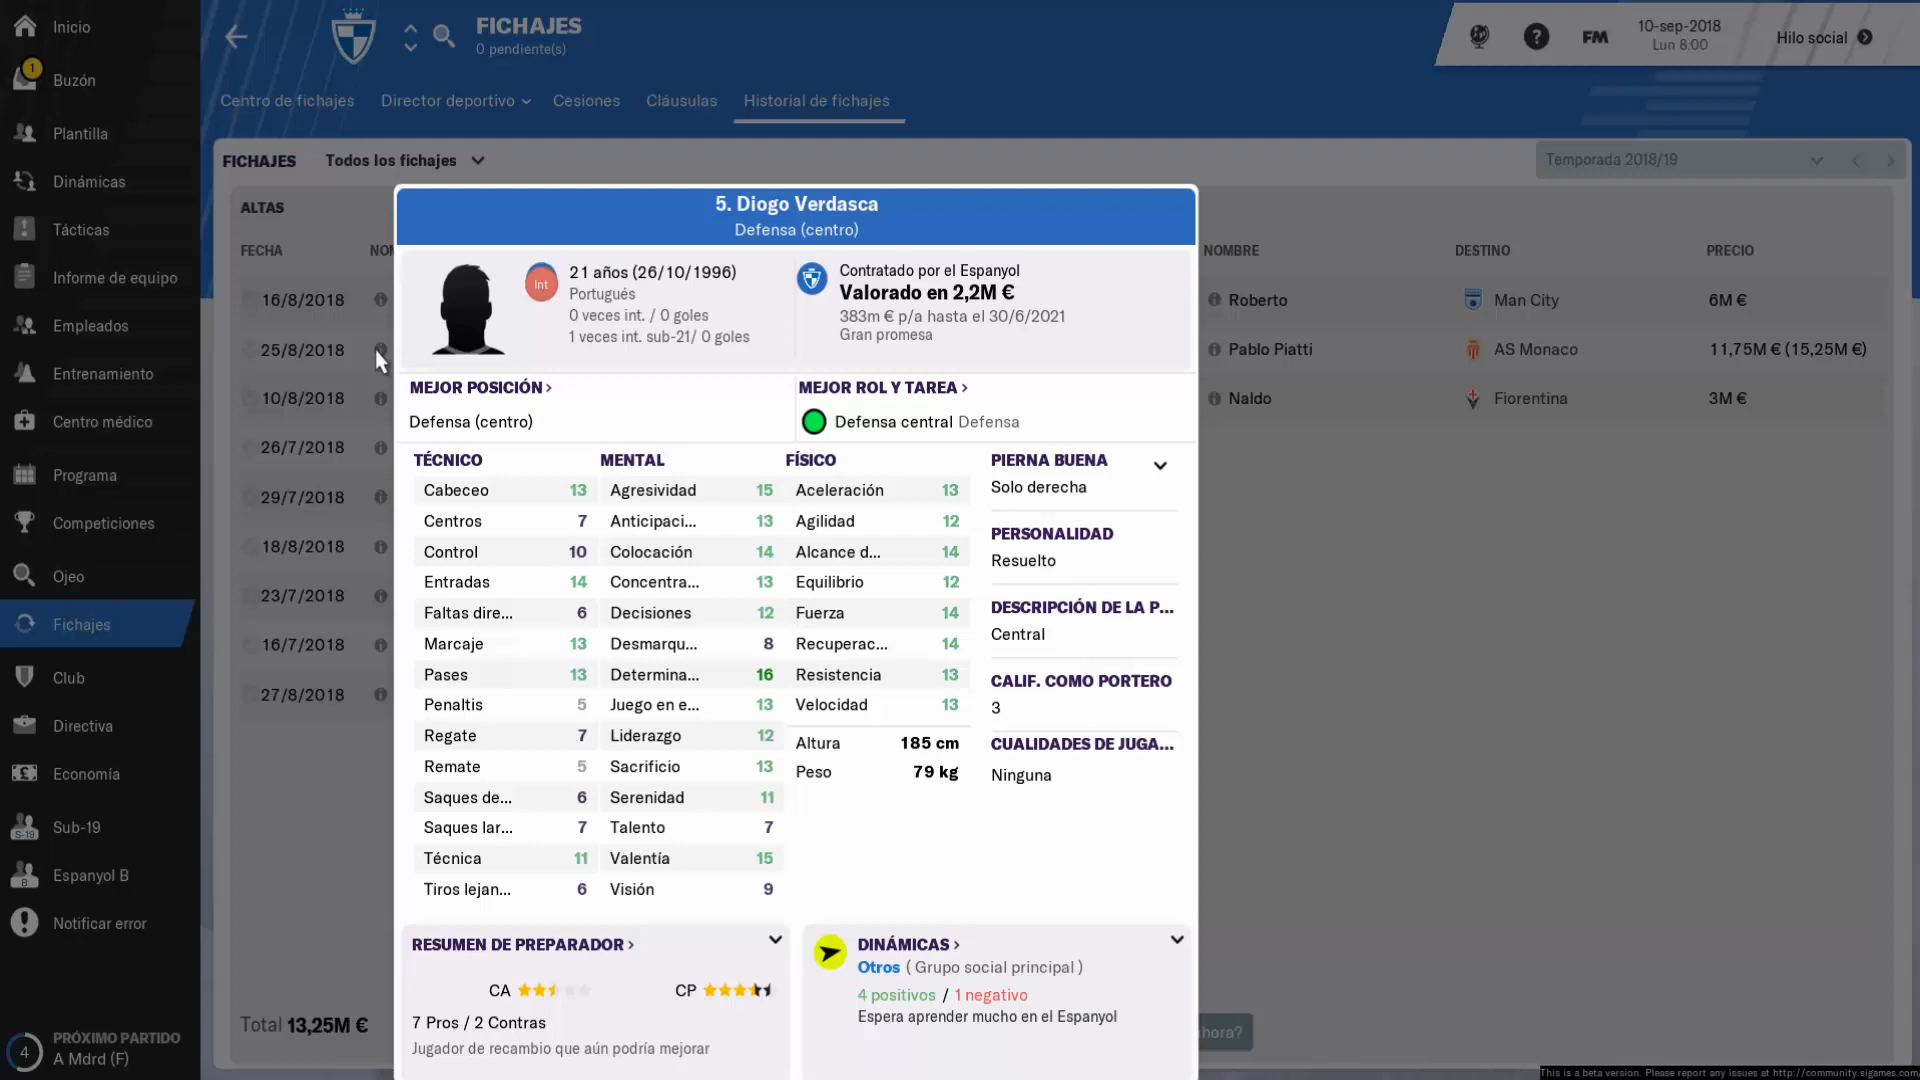 Inicio
1
Buzón
Plantilla
Dinámicas
Tácticas
Informe de equipo
Empleados
Entrenamiento
Centro médico
Programa
Competiciones
Ojeo
Fichajes
Club
Directiva
Economía
S-19
Sub-19
B
Espanyol B
Notificar error
4
PRÓXIMO PARTIDO
A Mdrd (F)
FICHAJES
0 pendiente(s)
FM
10-sep-2018
Lun 8:00
Hilo social
Centro de fichajes
Director deportivo
Cesiones
Cláusulas
Historial de fichajes
FICHAJES
Todos los fichajes
Temporada 2018/19
ALTAS
FECHA
16/8/2018
25/8/2018
10/8/2018
26/7/2018
29/7/2018
18/8/2018
23/7/2018
16/7/2018
27/8/2018
Total 13,25M €
NOMBRE DESTINO PRECIO
Roberto Man City 6M €
Pablo Piatti AS Monaco 11,75M € (15,25M €)
Naldo Fiorentina 3M €
ahora?
5. Diogo Verdasca
Defensa (centro)
Int
21 años (26/10/1996)
Portugués
0 veces int. / 0 goles
1 veces int. sub-21/ 0 goles
Contratado por el Espanyol
Valorado en 2,2M €
383m € p/a hasta el 30/6/2021
Gran promesa
MEJOR POSICIÓN
Defensa (centro)
MEJOR ROL Y TAREA
Defensa central Defensa
TÉCNICO
Cabeceo 13
Centros 7
Control 10
Entradas 14
Faltas dire... 6
Marcaje 13
Pases 13
Penaltis 5
Regate 7
Remate 5
Saques de... 6
Saques lar... 7
Técnica 11
Tiros lejan... 6
MENTAL
Agresividad 15
Anticipaci... 13
Colocación 14
Concentra... 13
Decisiones 12
Desmarqu... 8
Determina... 16
Juego en e... 13
Liderazgo 12
Sacrificio 13
Serenidad 11
Talento 7
Valentía 15
Visión 9
FÍSICO
Aceleración 13
Agilidad 12
Alcance d... 14
Equilibrio 12
Fuerza 14
Recuperac... 14
Resistencia 13
Velocidad 13
Altura 185 cm
Peso 79 kg
PIERNA BUENA
Solo derecha
PERSONALIDAD
Resuelto
DESCRIPCIÓN DE LA P...
Central
CALIF. COMO PORTERO
3
CUALIDADES DE JUGA...
Ninguna
RESUMEN DE PREPARADOR
CA
CP
7 Pros / 2 Contras
Jugador de recambio que aún podría mejorar
DINÁMICAS
Otros ( Grupo social principal )
4 positivos / 1 negativo
Espera aprender mucho en el Espanyol
This is a beta version. Please report any issues at http://community.sigames.com/